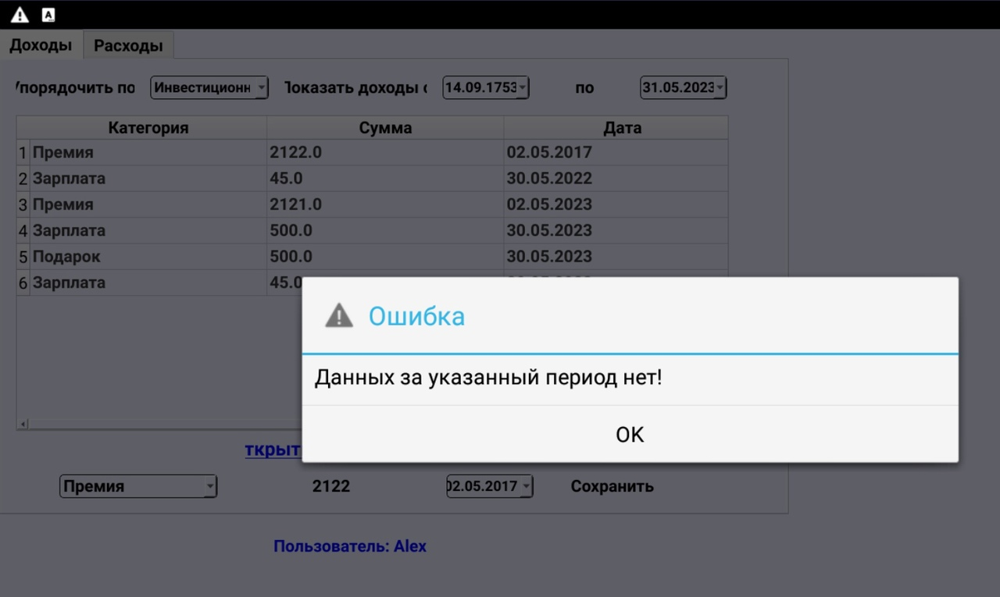 A
Доходы Расходы
порядочить по Инвестиционн оказать доходы 14.09.1753 по 31.05.2023
Категория Сумма Дата
1 Премия 2122.0 02.05.2017
2 Зарплата 45.0 30.05.2022
3 Премия 2121.0 02.05.2023
4 Зарплата 500.0 30.05.2023
5 Подарок 500.0 30.05.2023
6 Зарплата 45.0
Ошибка
Данных за указанный период нет!
OK
ткрыт
Премия 2122 02.05.2017 Сохранить
Пользователь: Alex